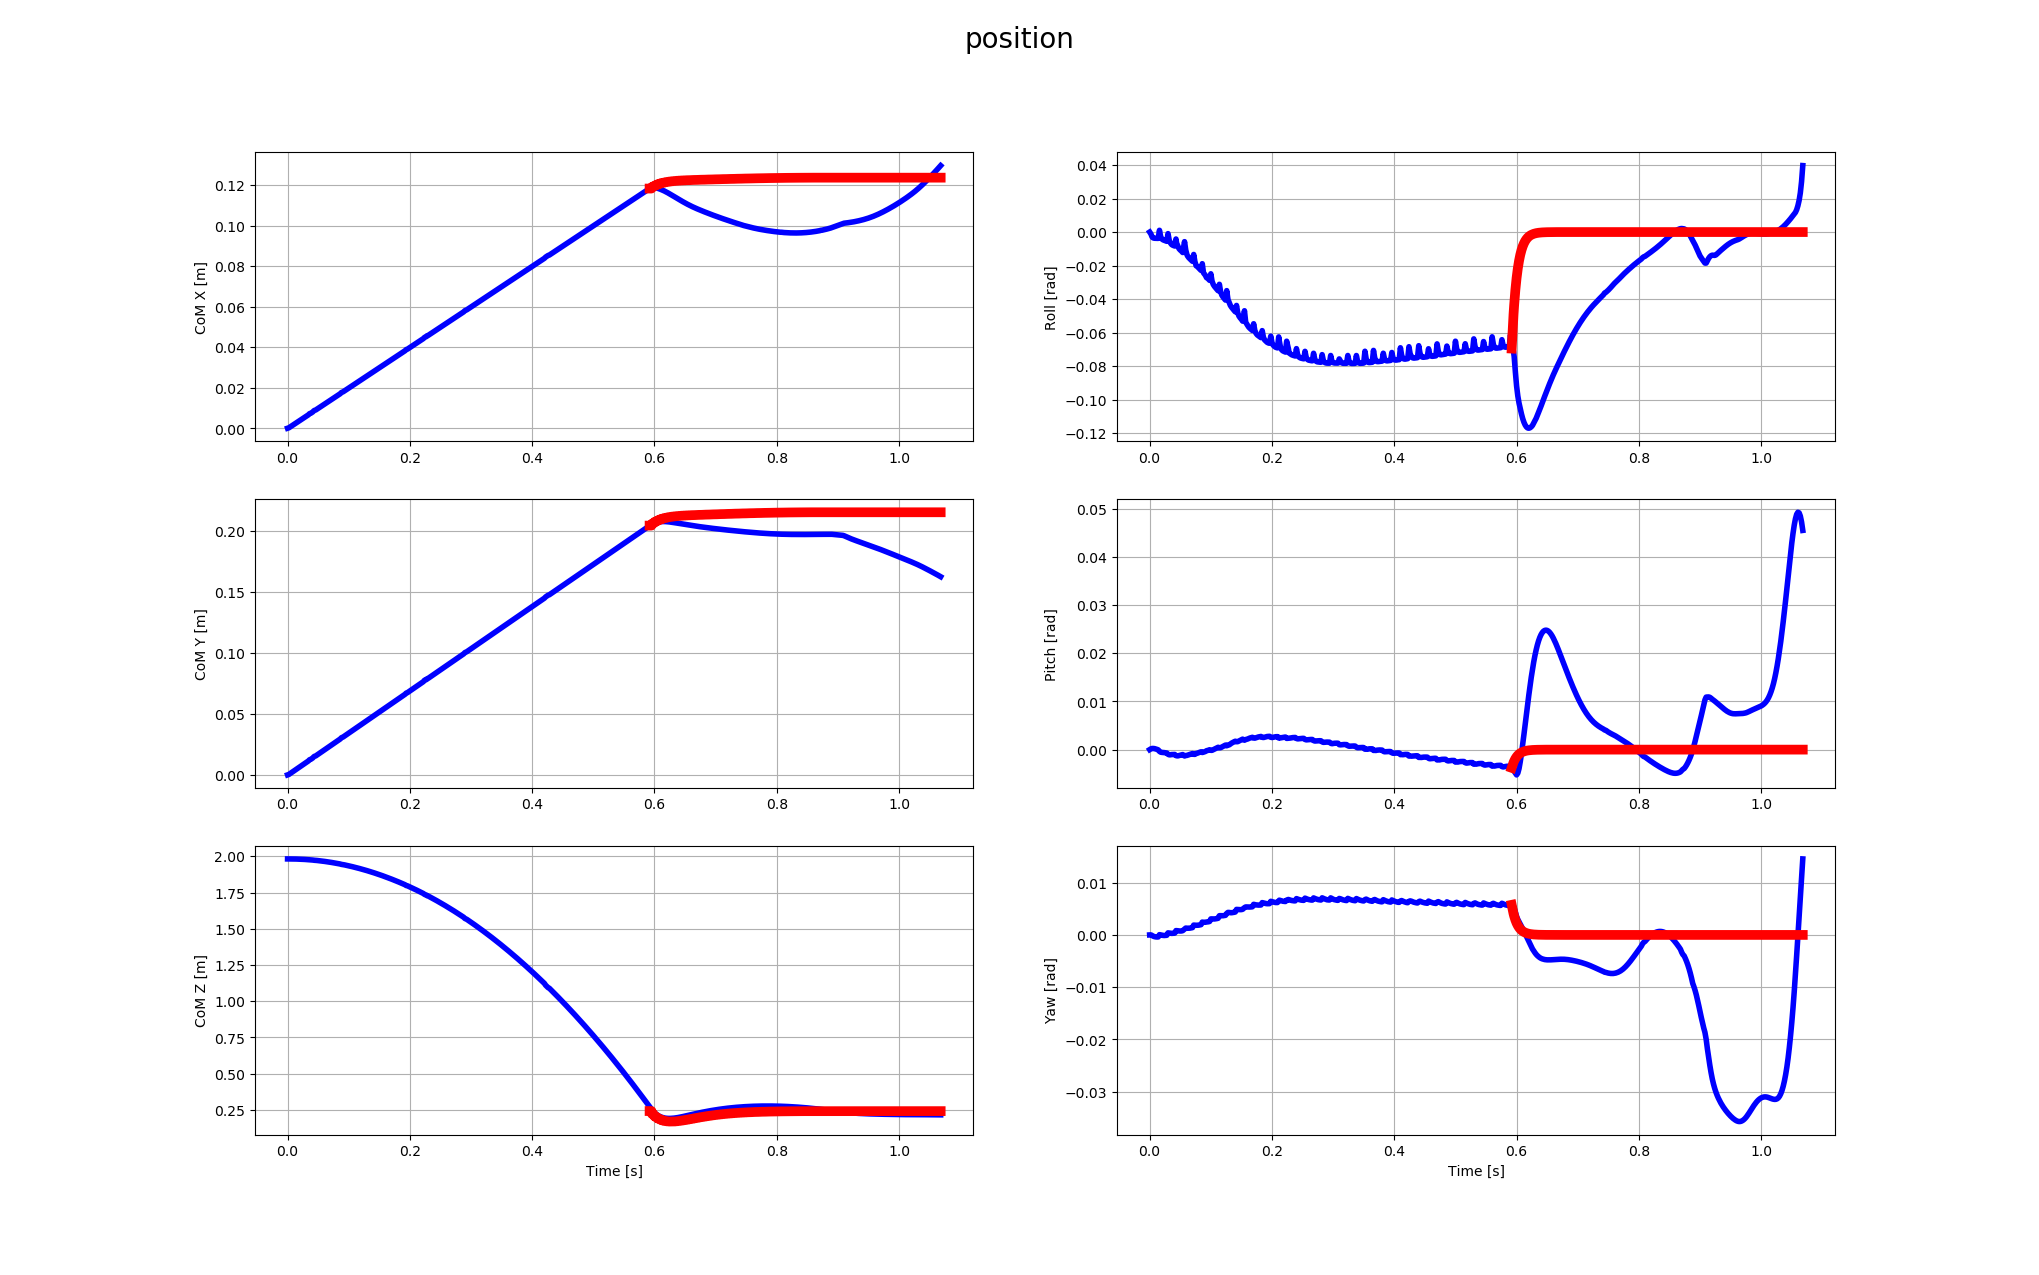 position
CoM X [m]
0.12
0.10
0.08
0.06
0.04
0.02
0.00
0.0 0.2 0.4 0.6 0.8 1.0
Roll [rad]
0.04
0.02
0.00
−0.02
−0.04
−0.06
−0.08
−0.10
−0.12
0.0 0.2 0.4 0.6 0.8 1.0
CoM Y [m]
0.20
0.15
0.10
0.05
0.00
0.0 0.2 0.4 0.6 0.8 1.0
Pitch [rad]
0.05
0.04
0.03
0.02
0.01
0.00
0.0 0.2 0.4 0.6 0.8 1.0
CoM Z [m]
2.00
1.75
1.50
1.25
1.00
0.75
0.50
0.25
0.0 0.2 0.4 0.6 0.8 1.0
Time [s]
Yaw [rad]
0.01
0.00
−0.01
−0.02
−0.03
0.0 0.2 0.4 0.6 0.8 1.0
Time [s]